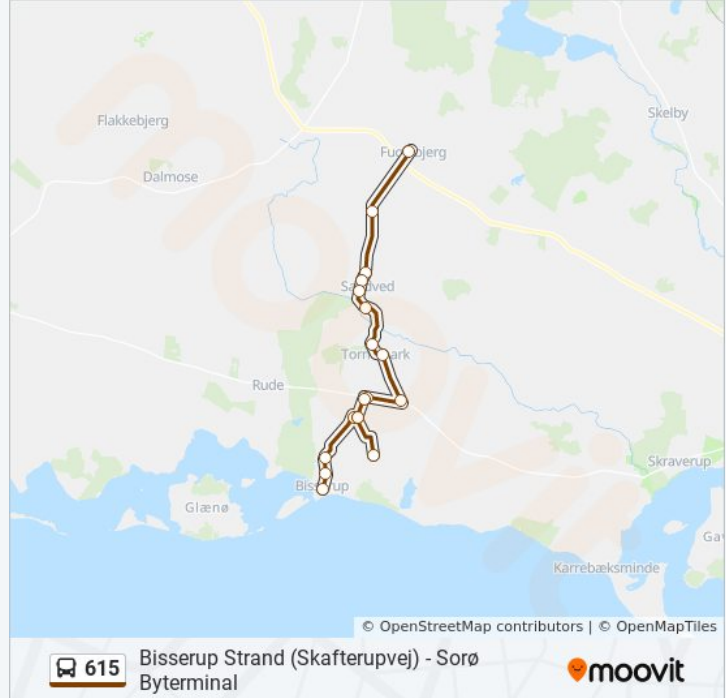 Skelby
Flakkebjerg
Dalmose
Rude
Skraverup
Glænø
Karrebæksminde
© OpenStreetMap contributors | © OpenMapTiles
615
Bisserup Strand (Skafterupvej) - Sorø
Byterminal
moovit